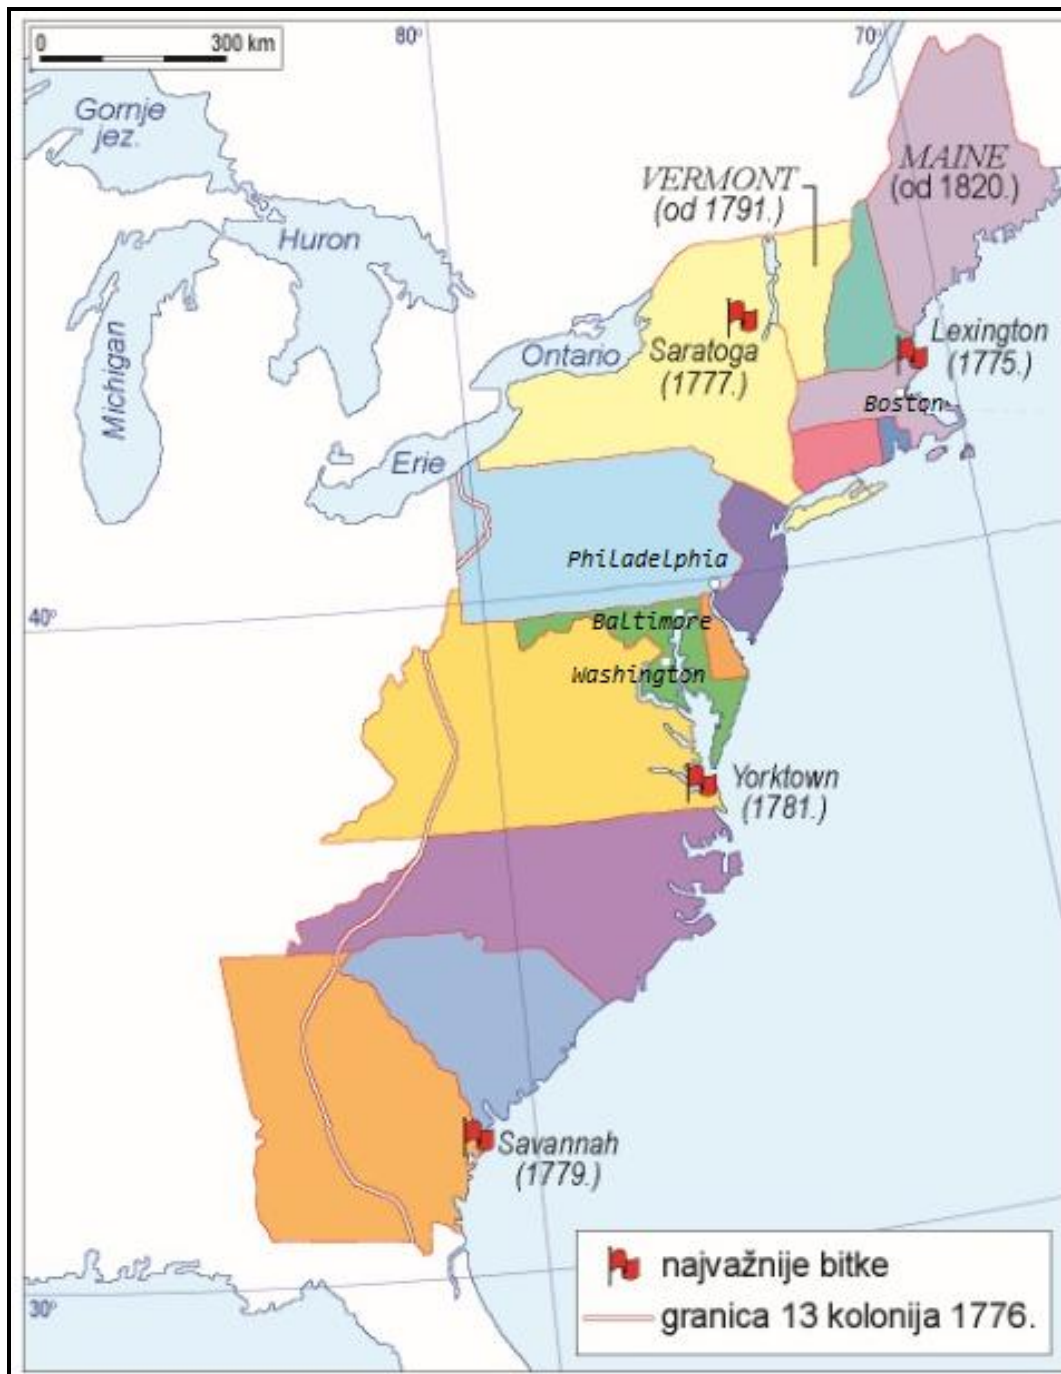 0 300 km
80°
70°
Gornje
jez.
MAINE
(od 1820.)
VERMONT
(od 1791.)
Huron
Michigan
Ontario
Saratoga
(1777.)
Lexington
(1775.)
Boston
Erie
Philadelphia
40°
Baltimore
Washington
Yorktown
(1781.)
Savannah
(1779.)
30°
najvažnije bitke
granica 13 kolonija 1776.